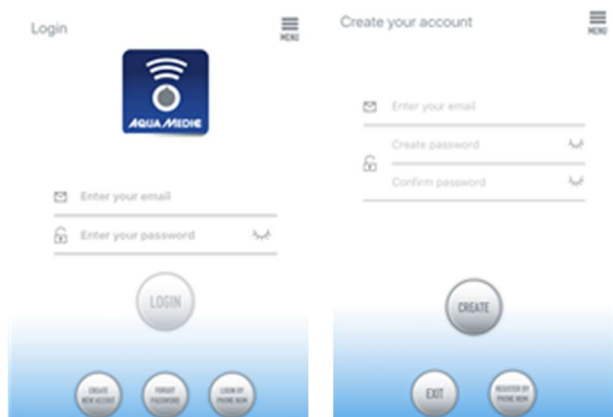 Login
MENU
AQUA MEDIC
Enter your email
Enter your password
LOGIN
CREATE
NEW ACCOUT
FORGOT
PASSWORD
LOGIN BY
PHONE NUM
Create your account
MENU
Enter your email
Create password
Confirm password
CREATE
EXIT
REGISTER BY
PHONE NUM